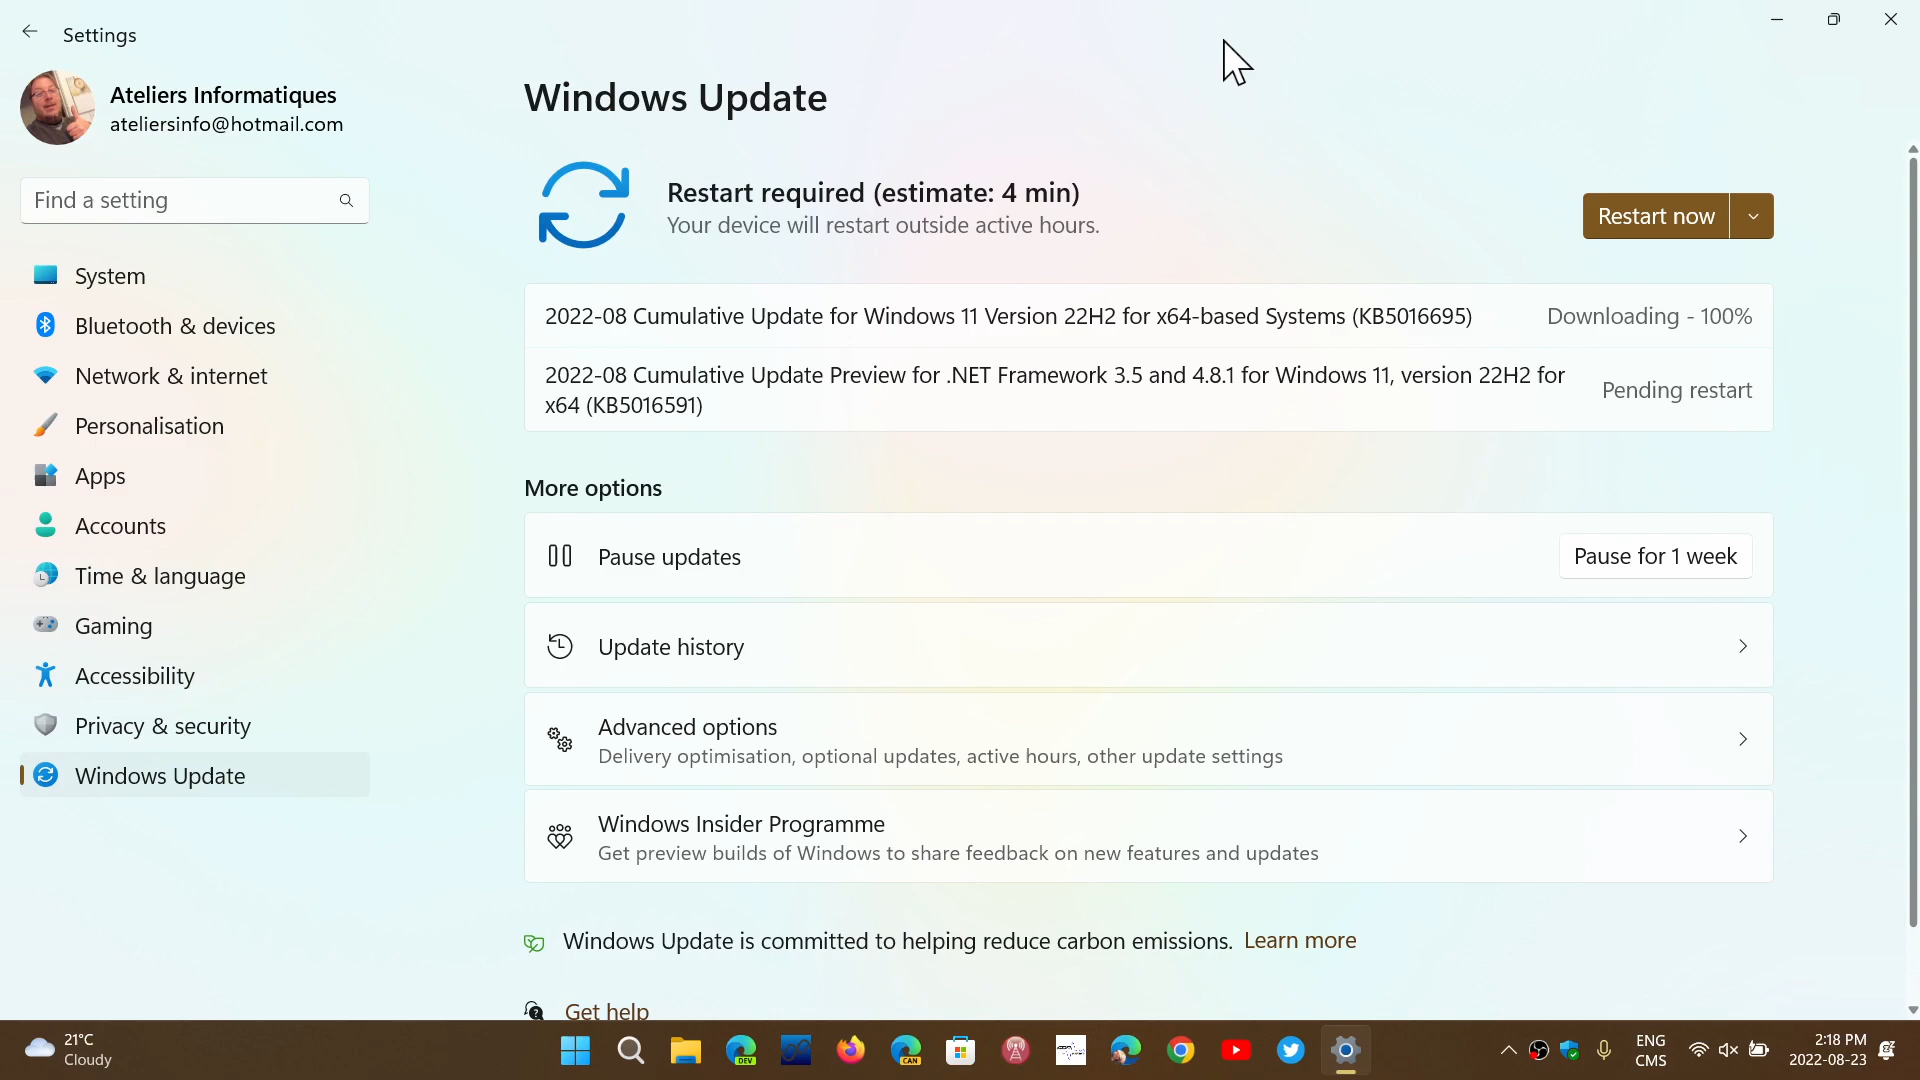 Settings
Ateliers Informatiques
ateliersinfo@hotmail.com
Find a setting
System
Bluetooth & devices
Network & internet
Personalisation
Apps
Accounts
Time & language
Gaming
Accessibility
Privacy & security
Windows Update
Windows Update
Restart required (estimate: 4 min)
Your device will restart outside active hours.
Restart now
2022-08 Cumulative Update for Windows 11 Version 22H2 for x64-based Systems (KB5016695)
Downloading - 100%
2022-08 Cumulative Update Preview for .NET Framework 3.5 and 4.8.1 for Windows 11, version 22H2 for
x64 (KB5016591)
Pending restart
More options
Pause updates
Pause for 1 week
Update history
Advanced options
Delivery optimisation, optional updates, active hours, other update settings
Windows Insider Programme
Get preview builds of Windows to share feedback on new features and updates
Windows Update is committed to helping reduce carbon emissions. Learn more
Get help
21°C
Cloudy
DEV
CAN
ENG
CMS
2:18 PM
2022-08-23